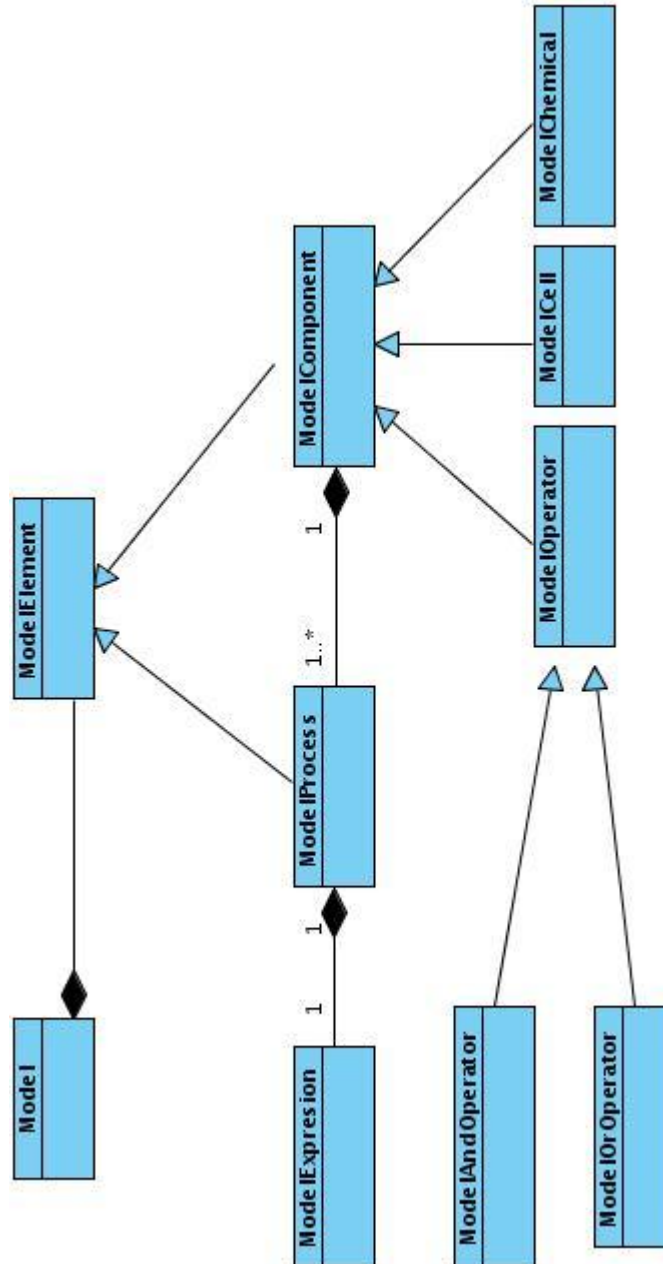 Model
ModelElement
ModelExpresion
1
1
ModelProcess
1..*
1
ModelComponent
ModelAndOperator
ModelOperator
ModelCell
ModelChemical
ModelOrOperator